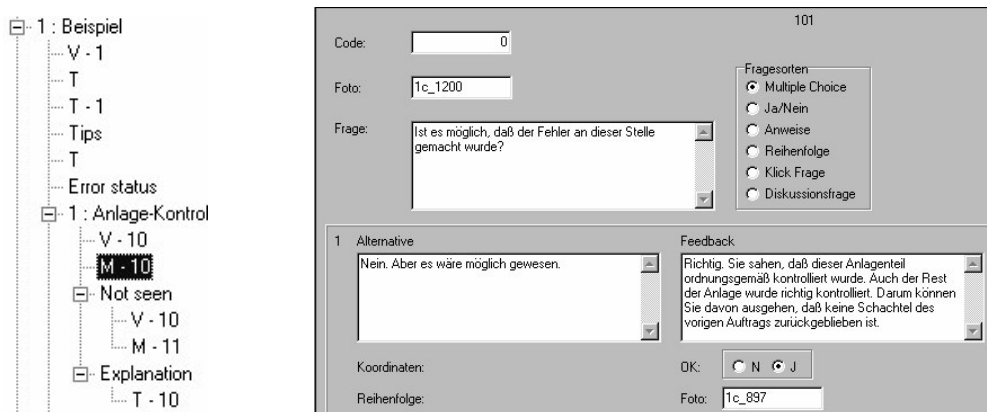 1 : Beispiel
V - 1
T
T - 1
Tips
T
Error status
1 : Anlage-Kontrol
V - 10
M - 10
Not seen
V - 10
M - 11
Explanation
T - 10
101
Code: 0
Foto: 1c_1200
Frage: Ist es möglich, daß der Fehler an dieser Stelle
gemacht wurde?
Fragesorten
Multiple Choice
Ja/Nein
Anweise
Reihenfolge
Klick Frage
Diskussionsfrage
1 Alternative
Nein. Aber es wäre möglich gewesen.
Feedback
Richtig. Sie sahen, daß dieser Anlagenteil
ordnungsgemäß kontrolliert wurde. Auch der Rest
der Anlage wurde richtig kontrolliert. Darum können
Sie davon ausgehen, daß keine Schachtel des
vorigen Auftrags zurückgeblieben ist.
Koordinaten:
OK: N J
Reihenfolge:
Foto: 1c_897